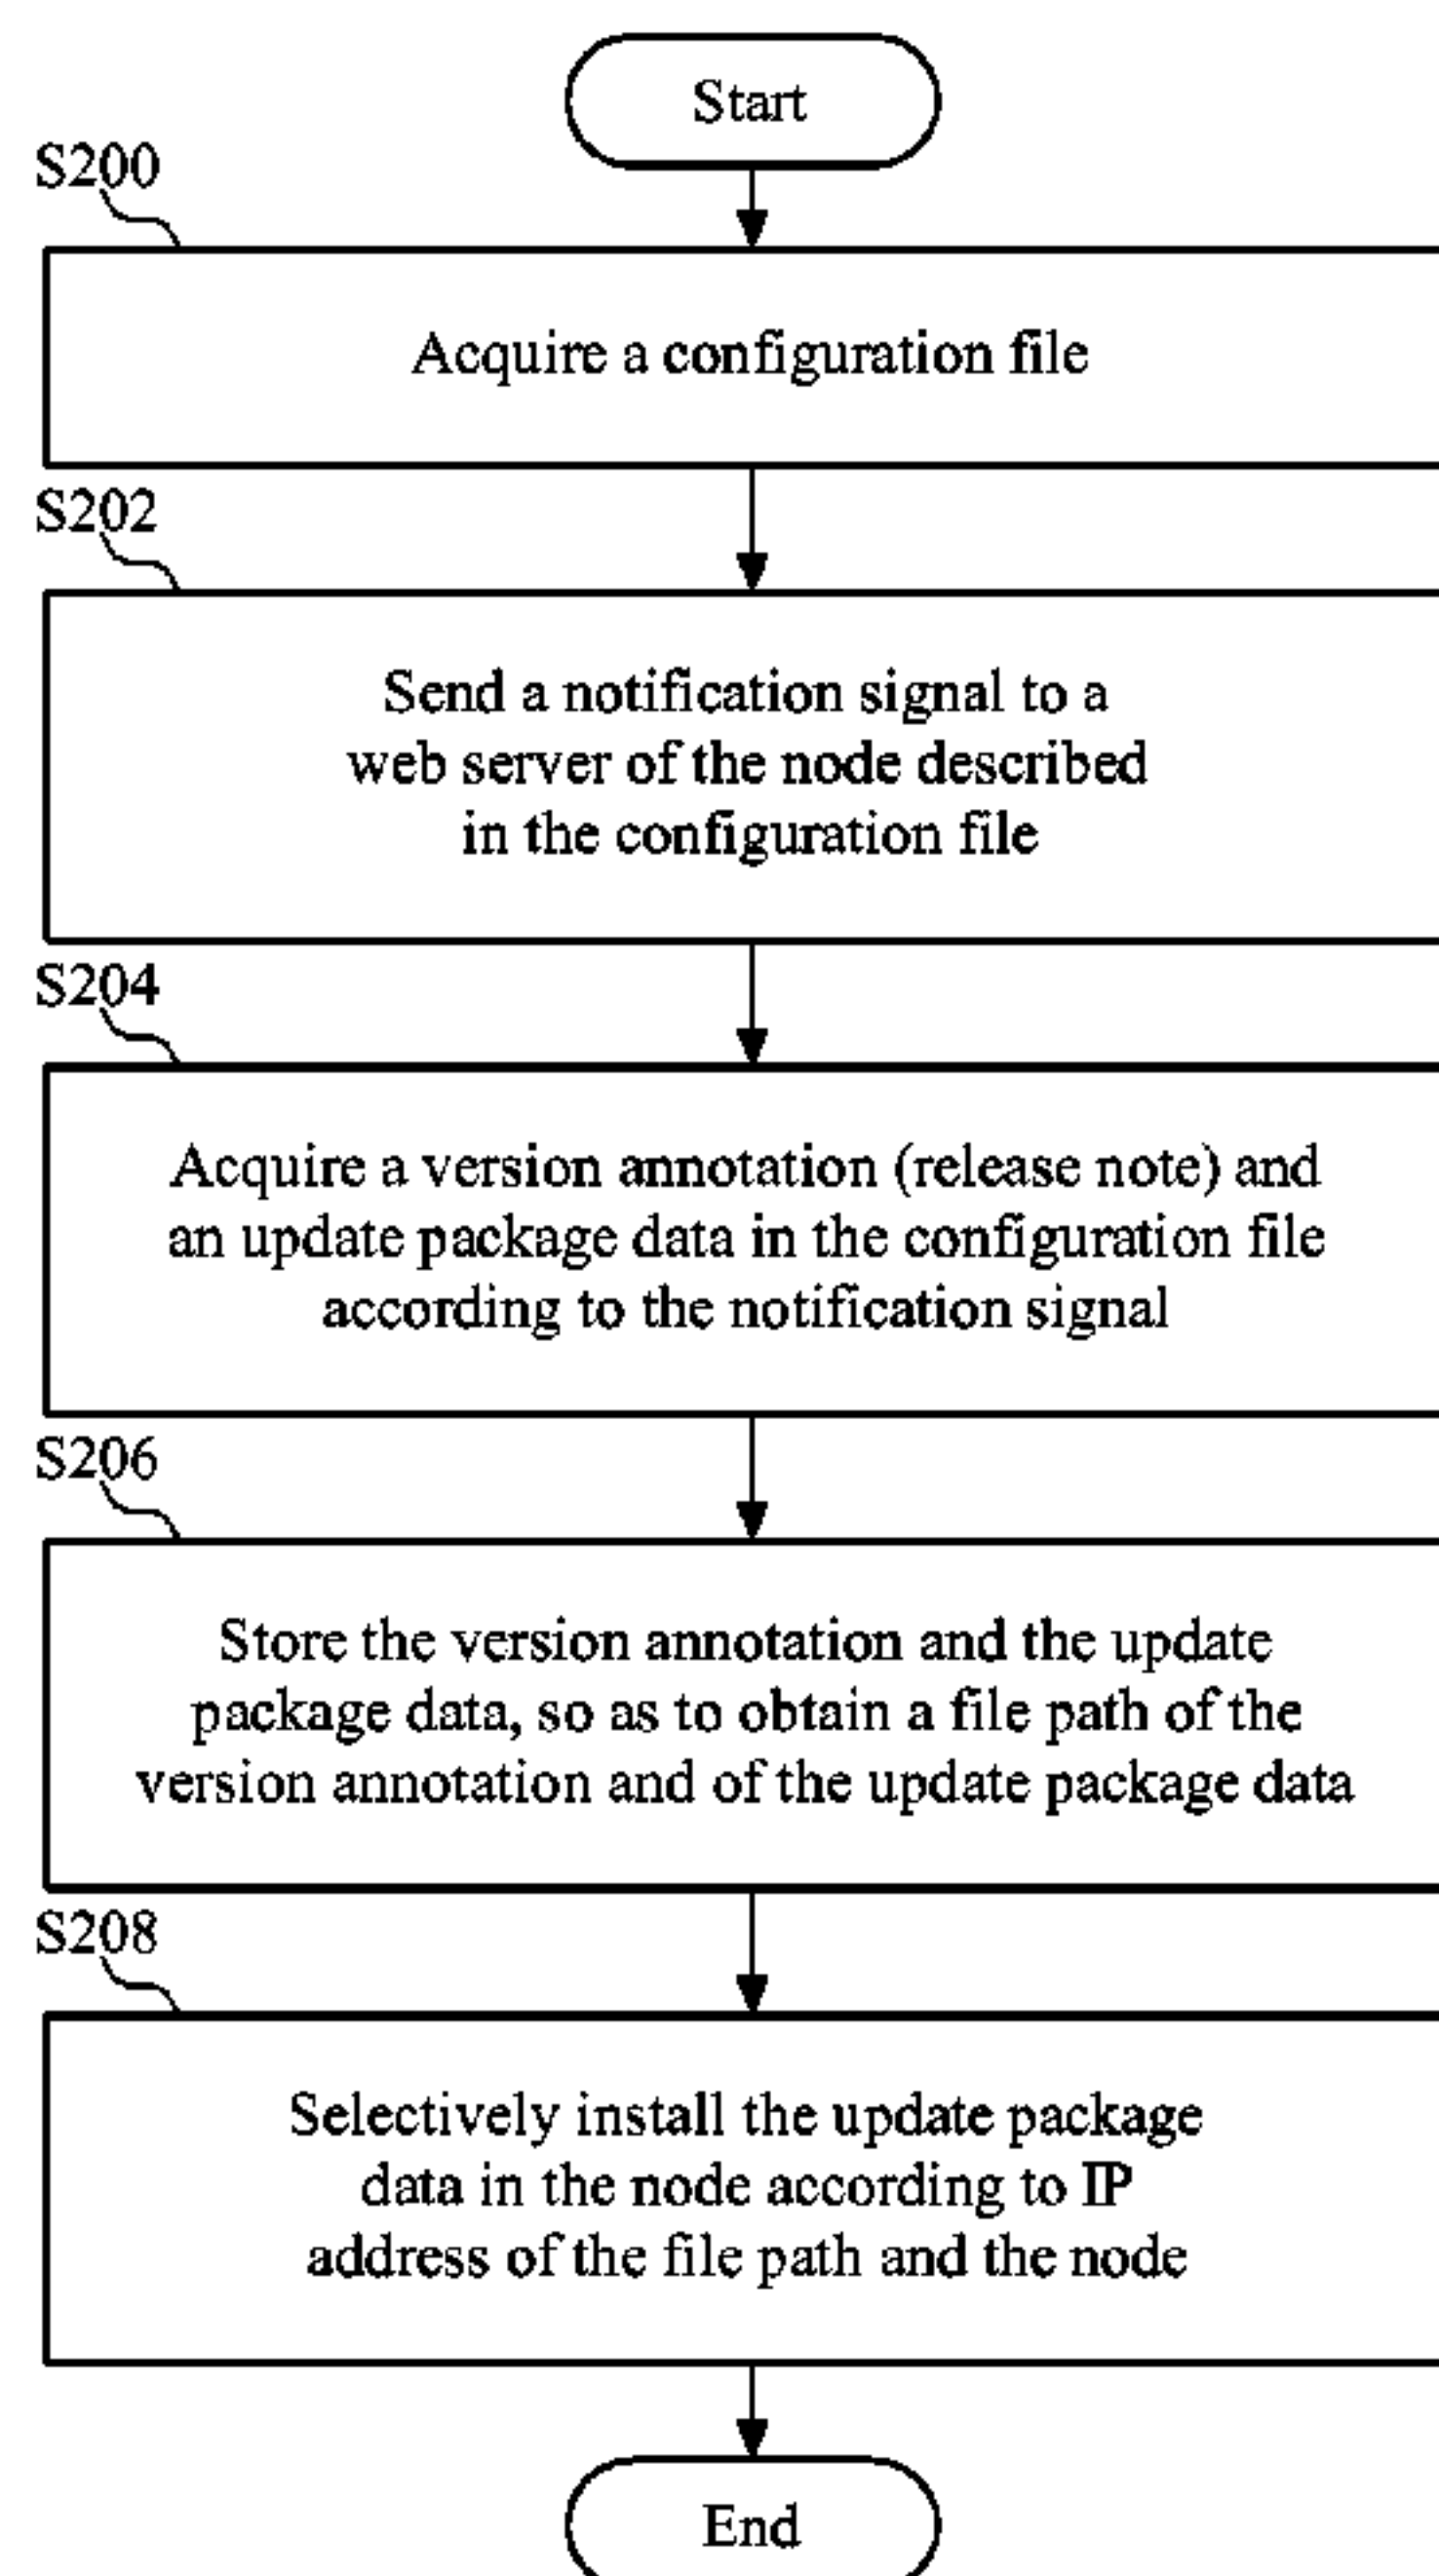 Start
S200
Acquire a configuration file
S202
Send a notification signal to a
web server of the node described
in the configuration file
S204
Acquire a version annotation (release note) and
an update package data in the configuration file
according to the notification signal
S206
Store the version annotation and the update
package data, so as to obtain a file path of the
version annotation and of the update package data
S208
Selectively install the update package
data in the node according to IP
address of the file path and the node
End